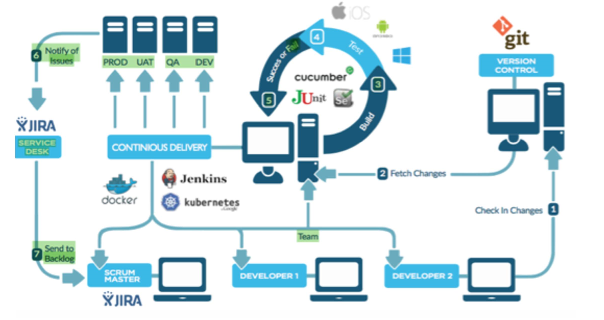 iOS
ANDROID
git
6 Notify of
Issues
PROD UAT QA DEV
4 Test
Success or Fail
5
cucumber
JUnit
Se
3
Build
VERSION
CONTROL
JIRA
SERVICE
DESK
CONTINIOUS DELIVERY
2 Fetch Changes
Jenkins
docker
kubernetes
Check In Changes 1
Team
7 Send to
Backlog
SCRUM
MASTER
DEVELOPER 1
DEVELOPER 2
JIRA